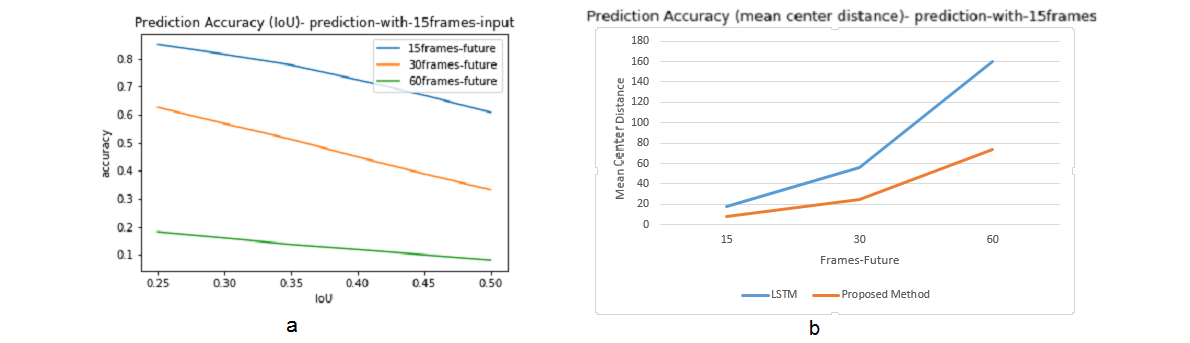 Prediction Accuracy (IoU)- prediction-with-15frames-input
15frames-future
30frames-future
60frames-future
accuracy
0.8
0.7
0.6
0.5
0.4
0.3
0.2
0.1
0.25 0.30 0.35 0.40 0.45 0.50
IoU
a
Prediction Accuracy (mean center distance)- prediction-with-15frames
Mean Center Distance
180
160
140
120
100
80
60
40
20
0
15 30 60
Frames-Future
LSTM Proposed Method
b